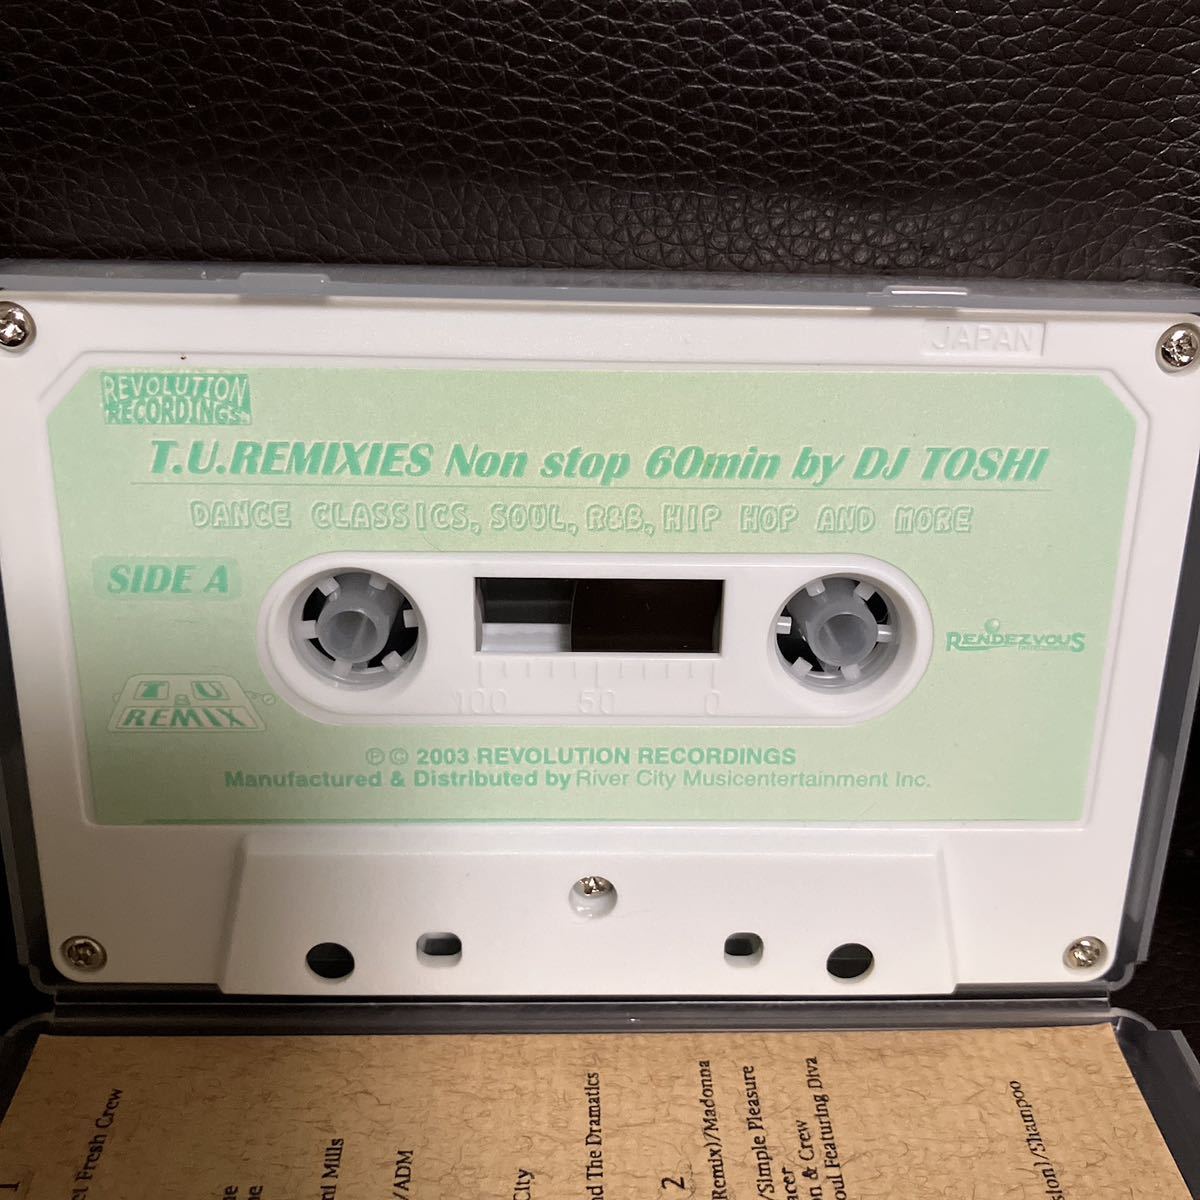 JAPAN
REVOLUTION
RECORDINGS
T.U.REMIXIES Non stop 60min by DJ TOSHI
DANCE CLASSICS, SOUL, R&B, HIP HOP AND MORE
SIDE A
RENDEZVOUS
T U
REMIX
100 50 0
℗ © 2003 REVOLUTION RECORDINGS
Manufactured & Distributed by River City Musicentertainment Inc.
1
Fresh Crew
Mills
/ADM
City
and The Dramatics
2
Remix)/Madonna
/Simple Pleasure
& Crew
Featuring Diva
/Shampoo